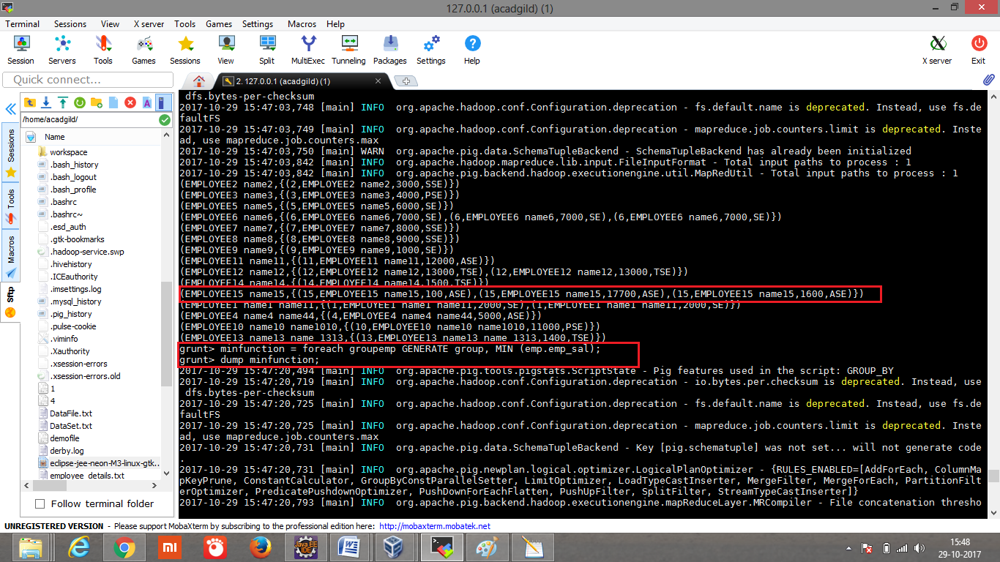 127.0.0.1 (acadgild) (1)
Terminal Sessions View X server Tools Games Settings Macros Help
Session Servers Tools Games Sessions View Split MultiExec Tunneling Packages Settings Help X server Exit
Quick connect...
2. 127.0.0.1 (acadgild) (1)
/home/acadgild/
Name
workspace
.bash_history
.bash_logout
.bash_profile
.bashrc
.bashrc~
.esd_auth
.gtk-bookmarks
.hadoop-service.swp
.hivehistory
.ICEauthority
.imsettings.log
.mysql_history
.pig_history
.pulse-cookie
.viminfo
.Xauthority
.xsession-errors
.xsession-errors.old
1
4
DataFile.txt
DataSet.txt
demofile
derby.log
eclipse-jee-neon-M3-linux-gtk..
employee_details.txt
Follow terminal folder
Sessions
Tools
Macros
Sftp
dfs.bytes-per-checksum
2017-10-29 15:47:03,748 [main] INFO  org.apache.hadoop.conf.Configuration.deprecation - fs.default.name is deprecated. Instead, use fs.de
faultFS
2017-10-29 15:47:03,749 [main] INFO  org.apache.hadoop.conf.Configuration.deprecation - mapreduce.job.counters.limit is deprecated. Inste
ad, use mapreduce.job.counters.max
2017-10-29 15:47:03,750 [main] WARN  org.apache.pig.data.SchemaTupleBackend - SchemaTupleBackend has already been initialized
2017-10-29 15:47:03,842 [main] INFO  org.apache.hadoop.mapreduce.lib.input.FileInputFormat - Total input paths to process : 1
2017-10-29 15:47:03,842 [main] INFO  org.apache.pig.backend.hadoop.executionengine.util.MapRedUtil - Total input paths to process : 1
(EMPLOYEE2 name2,{(2,EMPLOYEE2 name2,3000,SSE)})
(EMPLOYEE3 name3,{(3,EMPLOYEE3 name3,4000,PSE)})
(EMPLOYEE5 name5,{(5,EMPLOYEE5 name5,6000,SE)})
(EMPLOYEE6 name6,{(6,EMPLOYEE6 name6,7000,SE),(6,EMPLOYEE6 name6,7000,SE),(6,EMPLOYEE6 name6,7000,SE)})
(EMPLOYEE7 name7,{(7,EMPLOYEE7 name7,8000,SSE)})
(EMPLOYEE8 name8,{(8,EMPLOYEE8 name8,9000,SSE)})
(EMPLOYEE9 name9,{(9,EMPLOYEE9 name9,1000,SE)})
(EMPLOYEE11 name11,{(11,EMPLOYEE11 name11,12000,ASE)})
(EMPLOYEE12 name12,{(12,EMPLOYEE12 name12,13000,TSE),(12,EMPLOYEE12 name12,13000,TSE)})
(EMPLOYEE14 name14,{(14,EMPLOYEE14 name14,1500,TSE)})
(EMPLOYEE15 name15,{(15,EMPLOYEE15 name15,100,ASE),(15,EMPLOYEE15 name15,17700,ASE),(15,EMPLOYEE15 name15,1600,ASE)})
(EMPLOYEE1 name1 name11,{(1,EMPLOYEE1 name1 name11,2000,SE),(1,EMPLOYEE1 name1 name11,2000,SE)})
(EMPLOYEE4 name4 name44,{(4,EMPLOYEE4 name4 name44,5000,ASE)})
(EMPLOYEE10 name10 name1010,{(10,EMPLOYEE10 name10 name1010,11000,PSE)})
(EMPLOYEE13 name13 name 1313,{(13,EMPLOYEE13 name13 name 1313,1400,TSE)})
grunt> minfunction = foreach groupemp GENERATE group, MIN (emp.emp_sal);
grunt> dump minfunction;
2017-10-29 15:47:20,494 [main] INFO  org.apache.pig.tools.pigstats.ScriptState - Pig features used in the script: GROUP_BY
2017-10-29 15:47:20,719 [main] INFO  org.apache.hadoop.conf.Configuration.deprecation - io.bytes.per.checksum is deprecated. Instead, use
dfs.bytes-per-checksum
2017-10-29 15:47:20,725 [main] INFO  org.apache.hadoop.conf.Configuration.deprecation - fs.default.name is deprecated. Instead, use fs.de
faultFS
2017-10-29 15:47:20,725 [main] INFO  org.apache.hadoop.conf.Configuration.deprecation - mapreduce.job.counters.limit is deprecated. Inste
ad, use mapreduce.job.counters.max
2017-10-29 15:47:20,731 [main] INFO  org.apache.pig.data.SchemaTupleBackend - Key [pig.schematuple] was not set... will not generate code
.
2017-10-29 15:47:20,731 [main] INFO  org.apache.pig.newplan.logical.optimizer.LogicalPlanOptimizer - {RULES_ENABLED=[AddForEach, ColumnMa
pKeyPrune, ConstantCalculator, GroupByConstParallelSetter, LimitOptimizer, LoadTypeCastInserter, MergeFilter, MergeForEach, PartitionFilt
erOptimizer, PredicatePushdownOptimizer, PushDownForEachFlatten, PushUpFilter, SplitFilter, StreamTypeCastInserter]}
2017-10-29 15:47:20,793 [main] INFO  org.apache.pig.backend.hadoop.executionengine.mapReduceLayer.MRCompiler - File concatenation thresho
UNREGISTERED VERSION - Please support MobaXterm by subscribing to the professional edition here: http://mobaxterm.mobatek.net
Java EE
IDE
15:48
29-10-2017